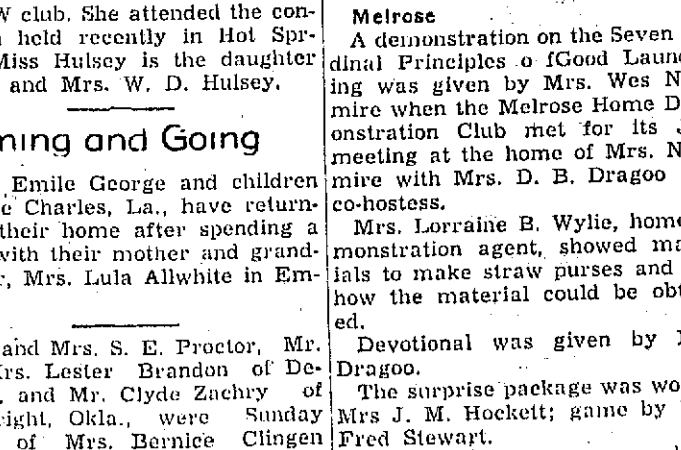 W club. She attended the con-
held recently in Hot Spr-
Miss Hulsey is the daughter
and Mrs. W. D. Hulsey.
ming and Going
Emile George and children
Charles, La., have return-
their home after spending a
with their mother and grand-
Mrs. Lula Allwhite in Em-
and Mrs. S. E. Proctor, Mr.
Mrs. Lester Brandon of De-
and Mr. Clyde Zachry of
right, Okla., were Sunday
of Mrs. Bernice Clingen
Melrose
A demonstration on the Seven
dinal Principles o fGood Laun
ing was given by Mrs. Wes N
mire when the Melrose Home D
onstration Club met for its J
meeting at the home of Mrs. N
mire with Mrs. D. B. Dragoo
co-hostess.
Mrs. Lorraine B. Wylie, home
monstration agent, showed ma
ials to make straw purses and
how the material could be obt
ed.
Devotional was given by
Dragoo.
The surprise package was wo
Mrs J. M. Hockett; game by
Fred Stewart.